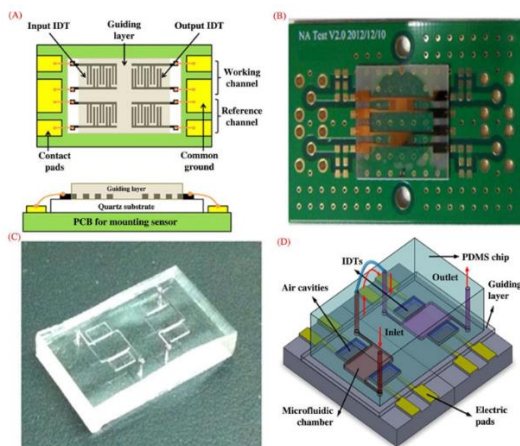 (A)
Input IDT
Guiding
layer
Output IDT
Working
channel
Reference
channel
Contact
pads
Common
ground
Guiding layer
Quartz substrate
PCB for mounting sensor
(B)
NA Test V2.0 2012/12/10
(C)
(D)
IDTs
PDMS chip
Outlet
Guiding
layer
Air cavities
Inlet
Microfluidic
chamber
Electric
pads